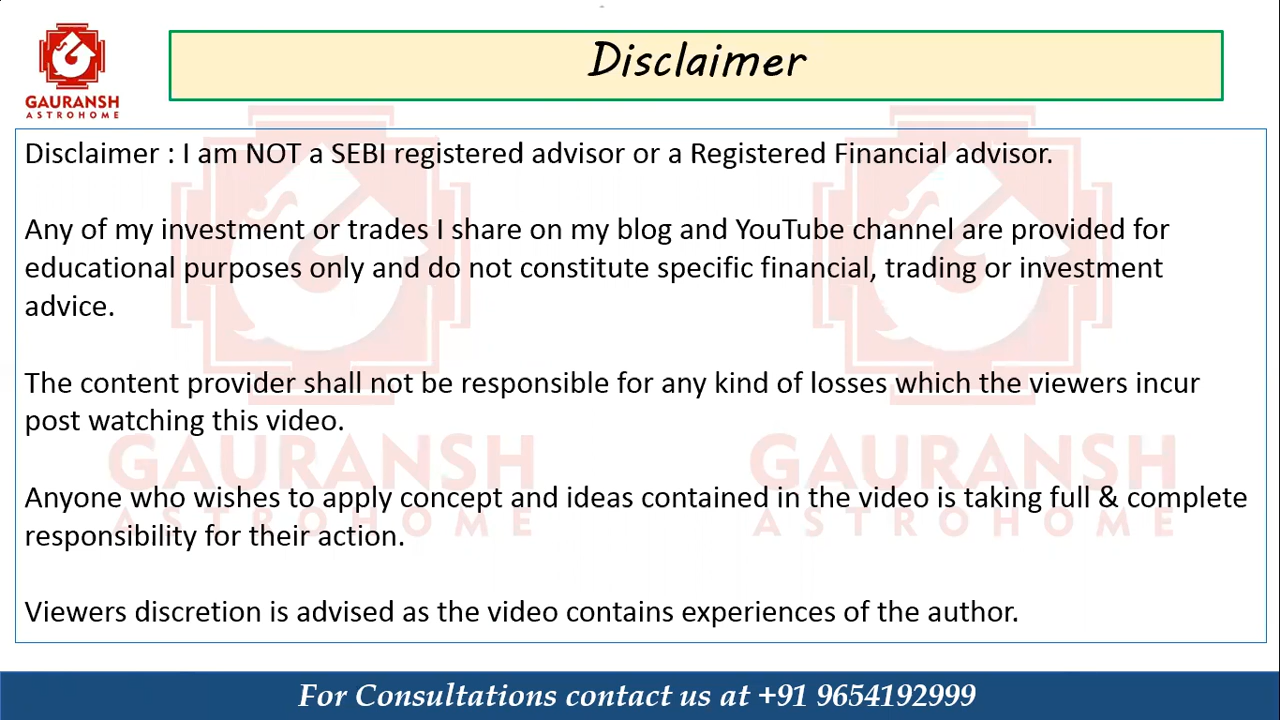 GAURANSH
ASTROHOME
Disclaimer
Disclaimer : I am NOT a SEBI registered advisor or a Registered Financial advisor.
Any of my investment or trades I share on my blog and YouTube channel are provided for
educational purposes only and do not constitute specific financial, trading or investment
advice.
The content provider shall not be responsible for any kind of losses which the viewers incur
post watching this video.
GAURANSH GAURANSH
Anyone who wishes to apply concept and ideas contained in the video is taking full & complete
ASTROHOME ASTROHOME
responsibility for their action.
Viewers discretion is advised as the video contains experiences of the author.
For Consultations contact us at +91 9654192999